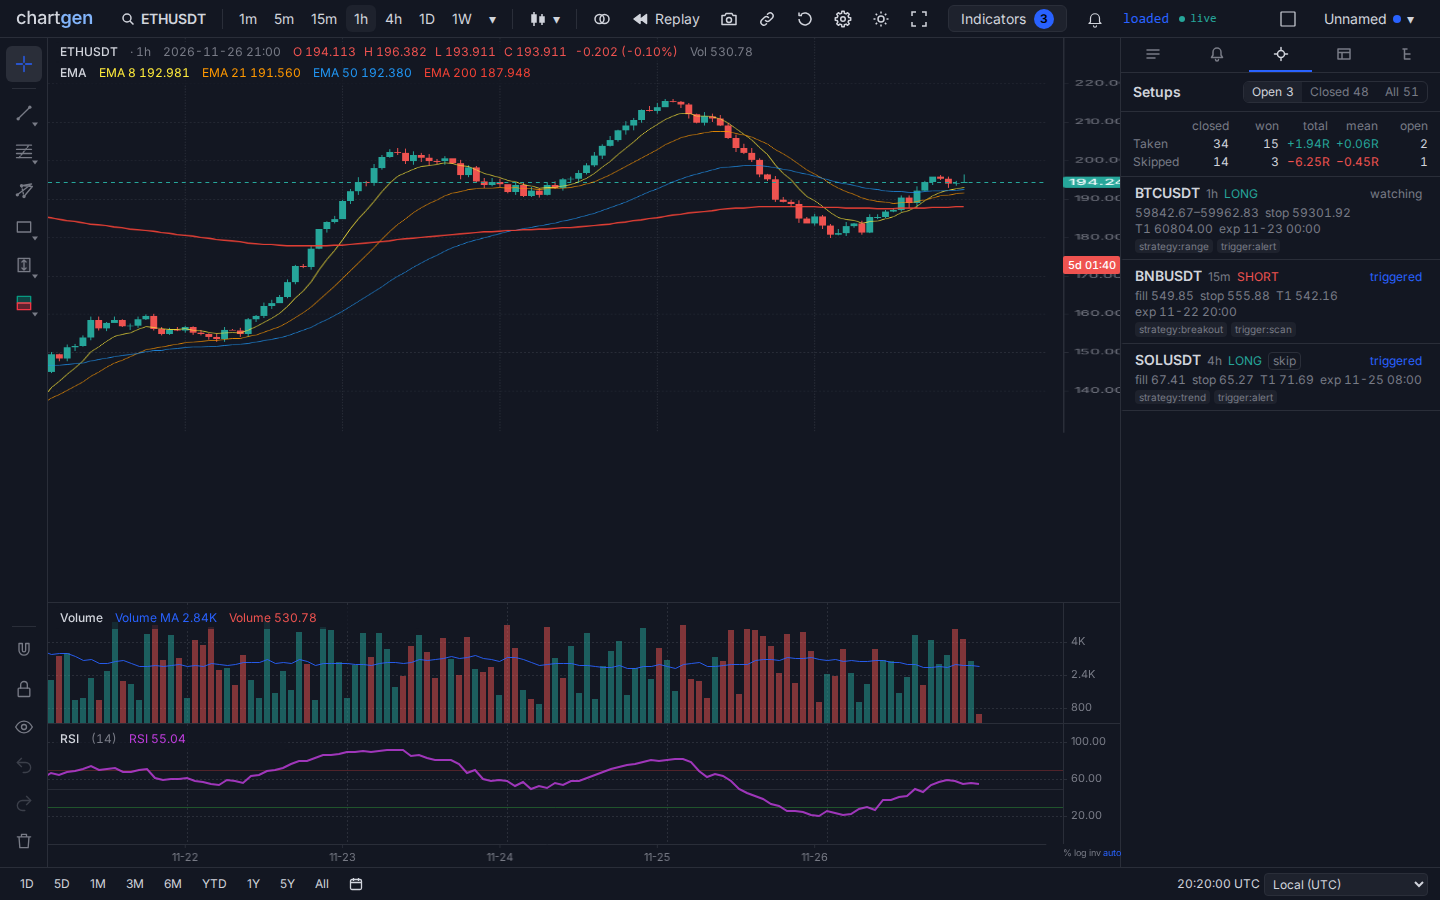 chartgen ETHUSDT 1m 5m 15m 1h 4h 1D 1W Replay Indicators 3 loaded live Unnamed
ETHUSDT · 1h 2026-11-26 21:00 O 194.113 H 196.382 L 193.911 C 193.911 -0.202 (-0.10%) Vol 530.78
EMA EMA 8 192.981 EMA 21 191.560 EMA 50 192.380 EMA 200 187.948
220.0
210.0
200.0
194.24
190.0
180.0
5d 01:40
170.00
160.00
150.00
140.00
Volume Volume MA 2.84K Volume 530.78
4K
2.4K
800
RSI (14) RSI 55.04
100.00
60.00
20.00
11-22 11-23 11-24 11-25 11-26
% log inv auto
Setups Open 3 Closed 48 All 51
closed won total mean open
Taken 34 15 +1.94R +0.06R 2
Skipped 14 3 −6.25R −0.45R 1
BTCUSDT 1h LONG watching
59842.67–59962.83 stop 59301.92
T1 60804.00 exp 11-23 00:00
strategy:range trigger:alert
BNBUSDT 15m SHORT triggered
fill 549.85 stop 555.88 T1 542.16
exp 11-22 20:00
strategy:breakout trigger:scan
SOLUSDT 4h LONG skip triggered
fill 67.41 stop 65.27 T1 71.69 exp 11-25 08:00
strategy:trend trigger:alert
1D 5D 1M 3M 6M YTD 1Y 5Y All 20:20:00 UTC Local (UTC)